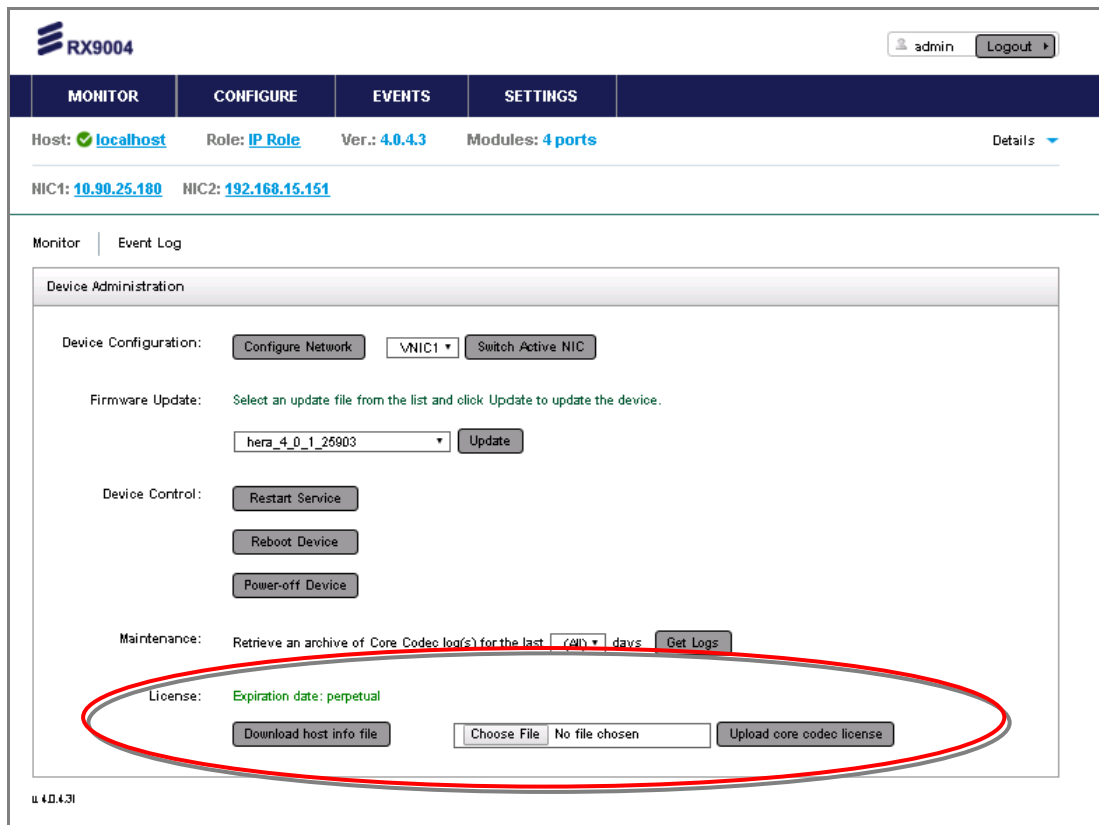 RX9004
admin Logout
MONITOR CONFIGURE EVENTS SETTINGS
Host: localhost Role: IP Role Ver.: 4.0.4.3 Modules: 4 ports Details
NIC1: 10.90.25.180 NIC2: 192.168.15.151
Monitor Event Log
Device Administration
Device Configuration: Configure Network VNIC1 Switch Active NIC
Firmware Update: Select an update file from the list and click Update to update the device.
hera_4_0_1_25903 Update
Device Control: Restart Service
Reboot Device
Power-off Device
Maintenance: Retrieve an archive of Core Codec log(s) for the last (All) days Get Logs
License: Expiration date: perpetual
Download host info file Choose File No file chosen Upload core codec license